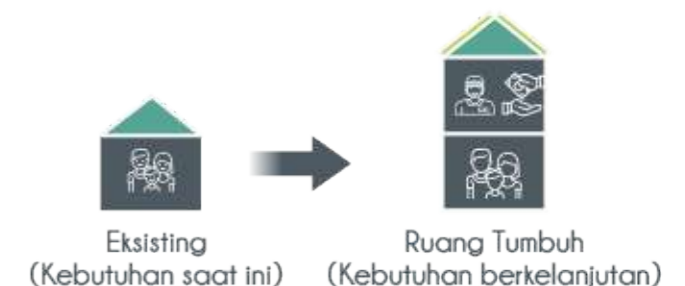 Eksisting
(Kebutuhan saat ini)
Ruang Tumbuh
(Kebutuhan berkelanjutan)